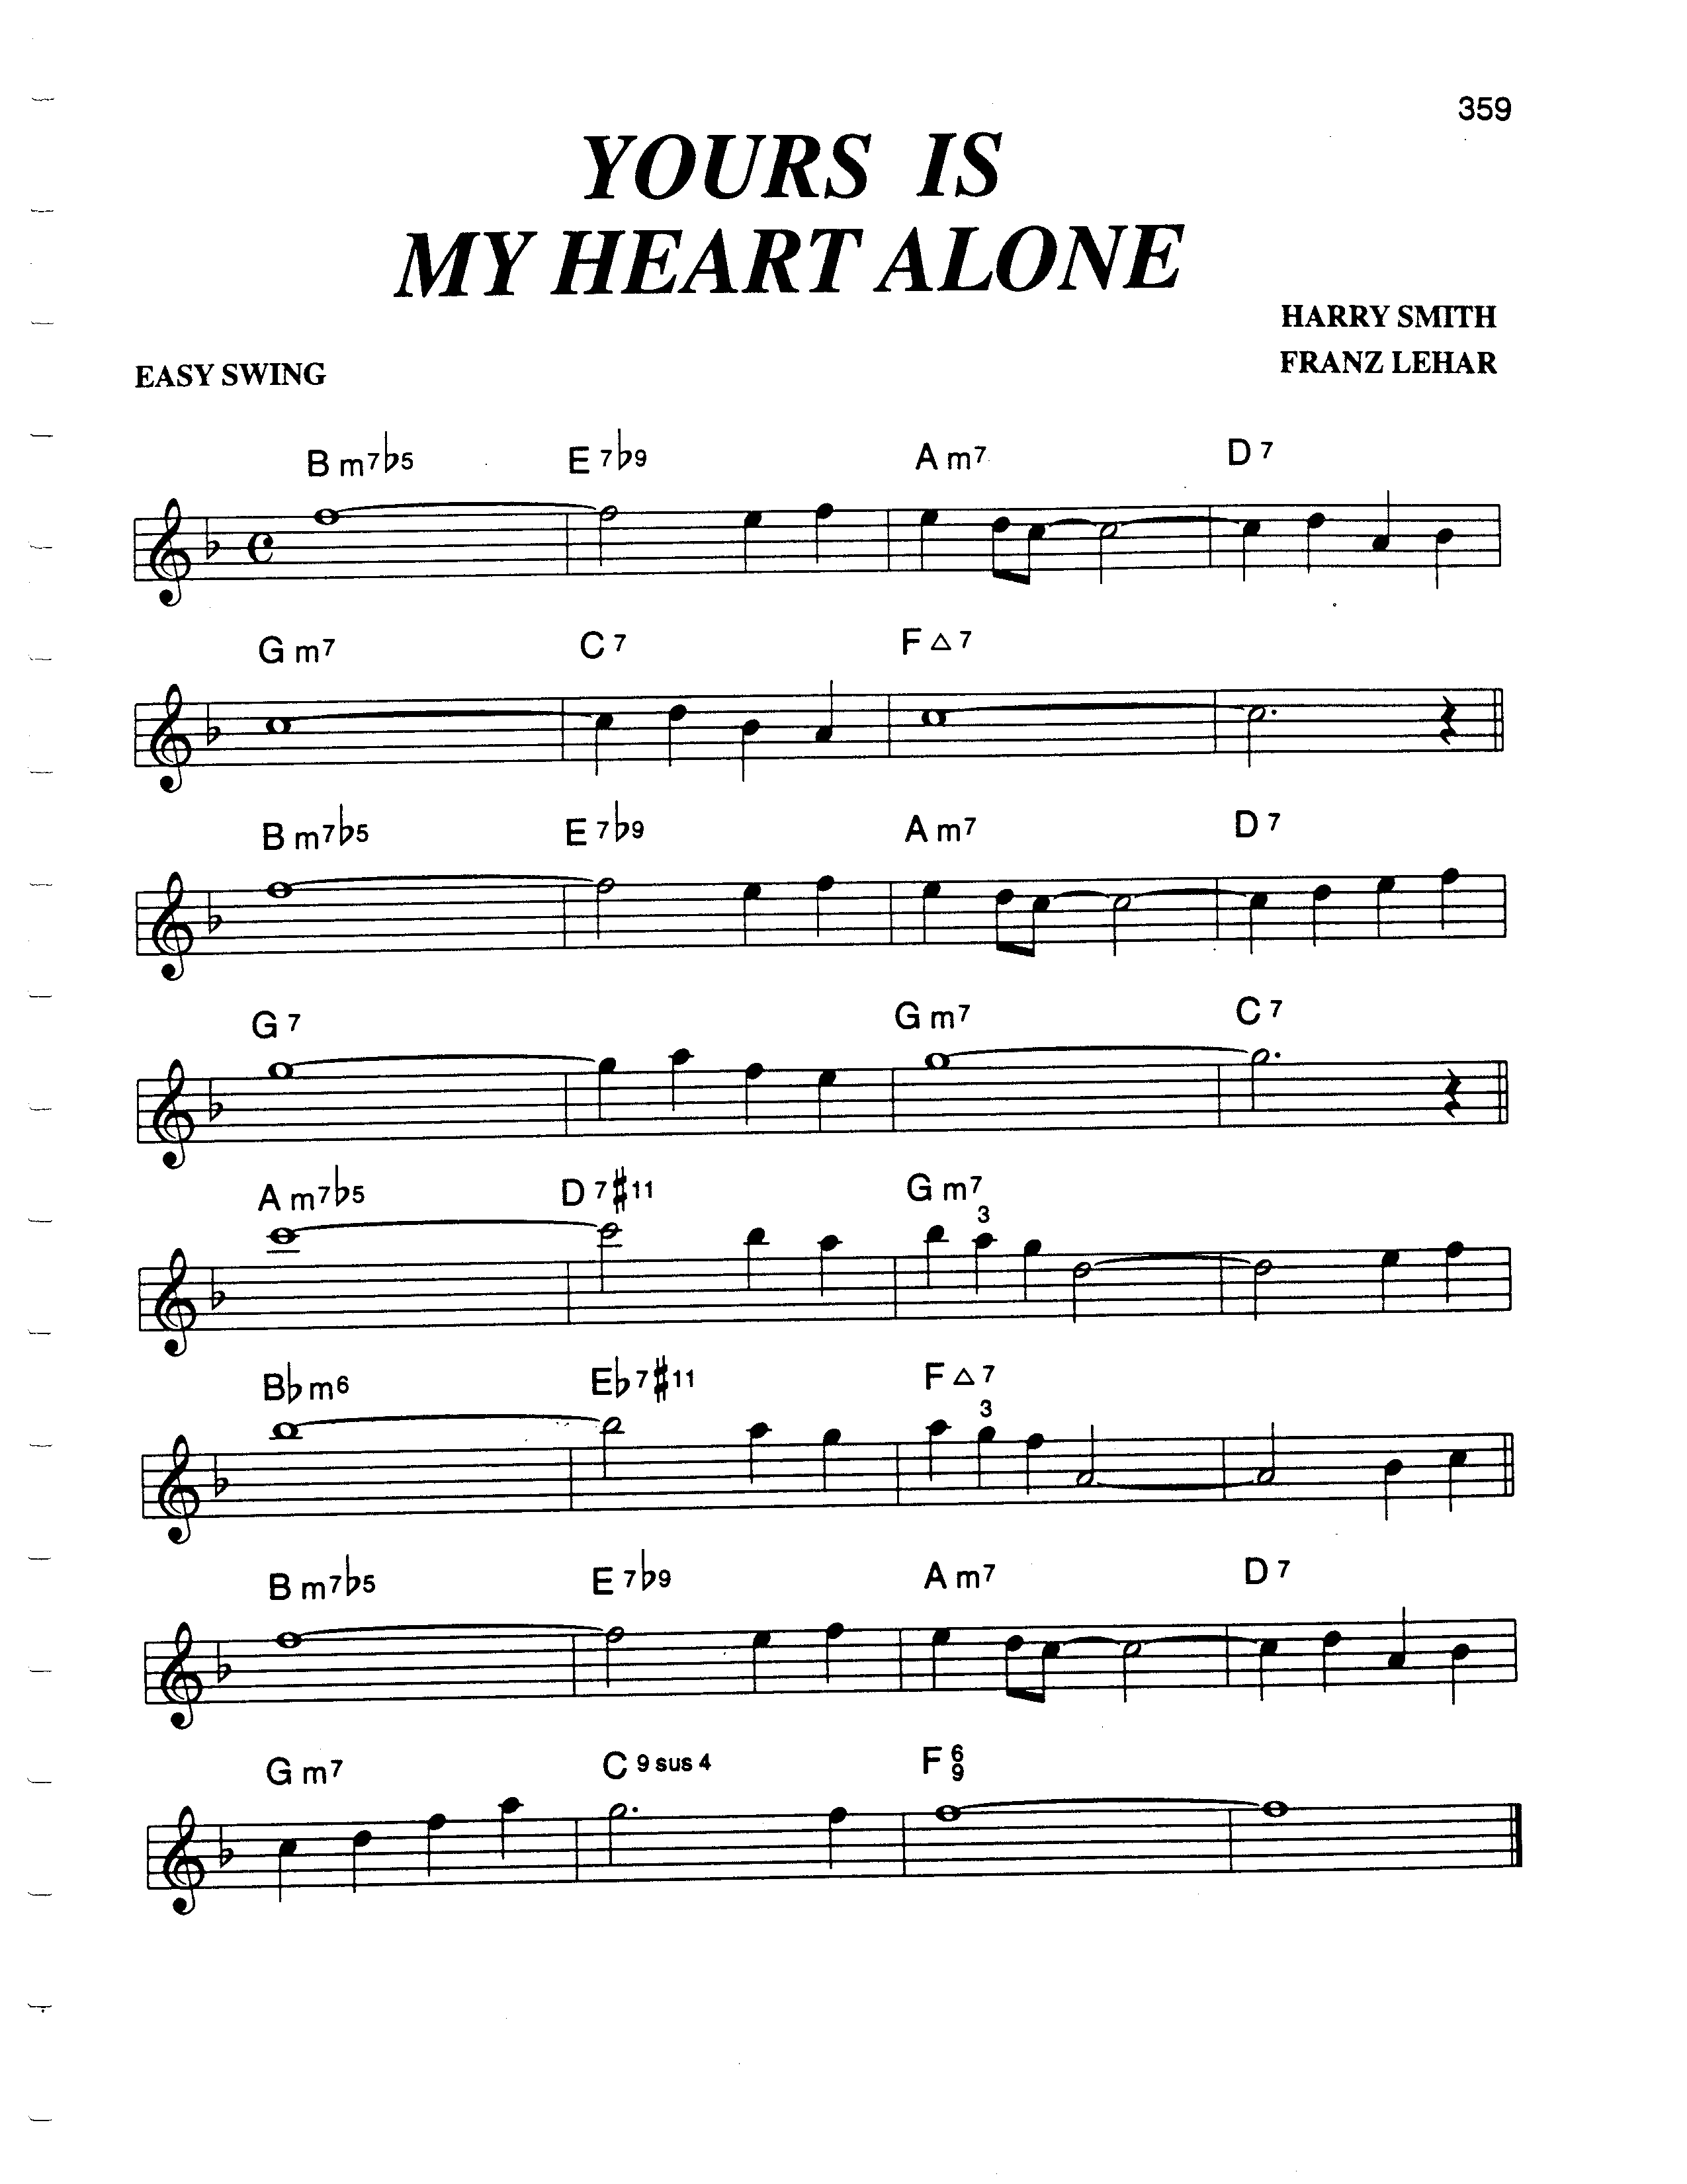 359
YOURS IS
MY HEART ALONE
HARRY SMITH
EASY SWING
FRANZ LEHAR
B m7♭5 E 7♭9 A m7 D 7
G m7 C 7 F △ 7
B m7♭5 E 7♭9 A m7 D 7
G 7 G m7 C 7
A m7♭5 D 7♯11 G m7
3
B♭m6 E♭7♯11 F △ 7
3
B m7♭5 E 7♭9 A m7 D 7
G m7 C 9 sus 4 F 6 9